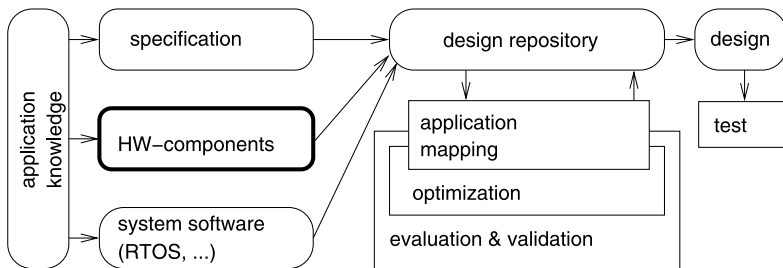 application
knowledge
specification
HW−components
system software
(RTOS, ...)
design repository
application
mapping
optimization
evaluation & validation
design
test